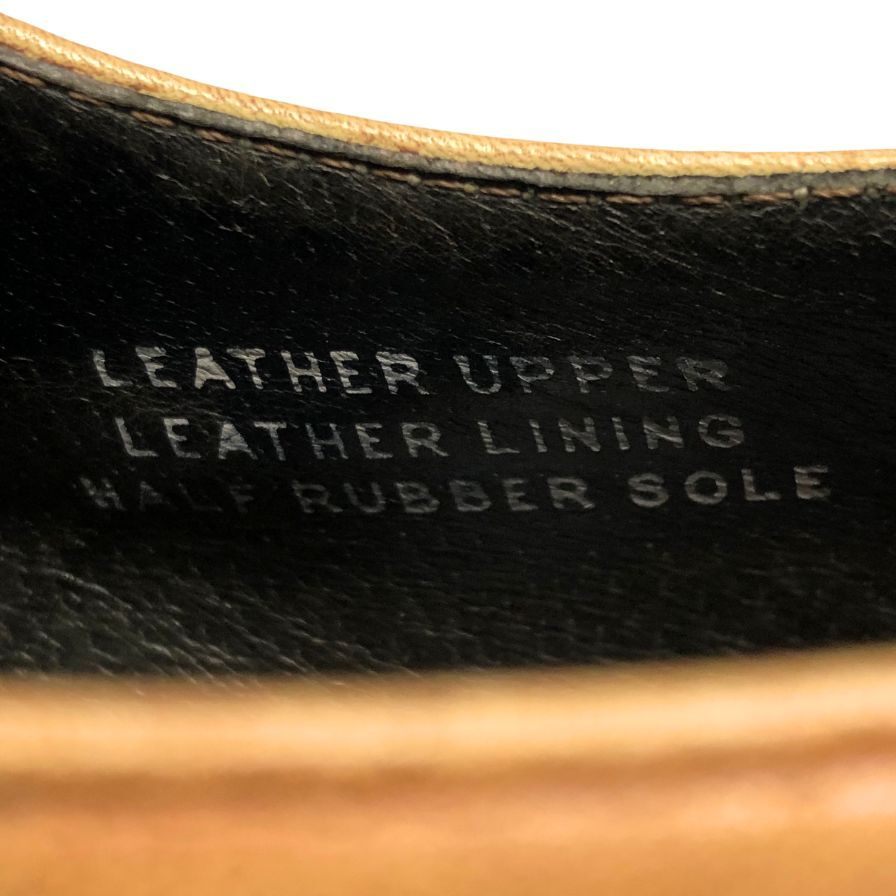 LEATHER UPPER
LEATHER LINING
HALF RUBBER SOLE